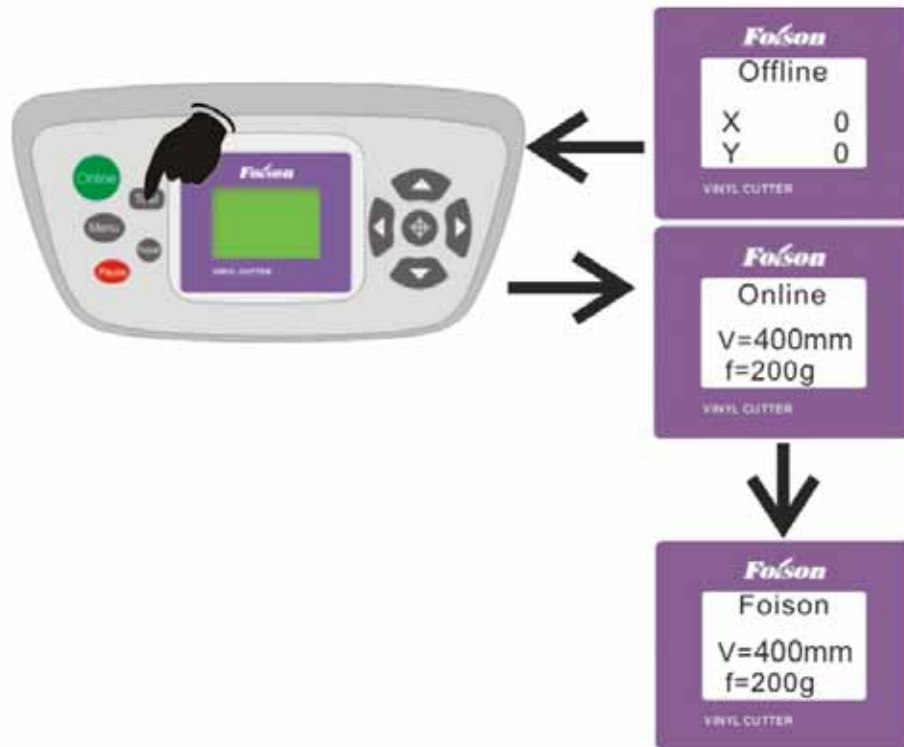 Online
Menu
Pause
Foison
VINYL CUTTER
Foison
Offline
X 0
Y 0
VINYL CUTTER
Foison
Online
V=400mm
f=200g
VINYL CUTTER
Foison
Foison
V=400mm
f=200g
VINYL CUTTER